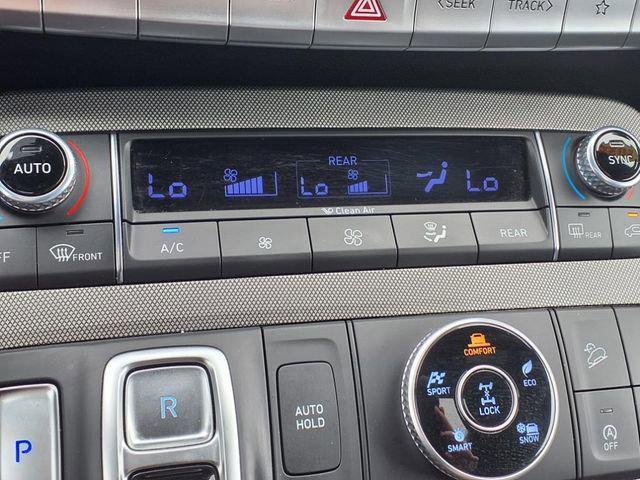 SEEK TRACK>
AUTO SYNC
REAR
Lo Lo Lo
Clean Air
FF FRONT A/C REAR REAR
COMFORT
SPORT ECO
LOCK
SMART SNOW
P R AUTO HOLD
OFF